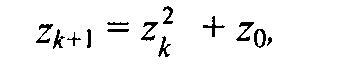 z_{k+1} = z_k^2 + z_0,